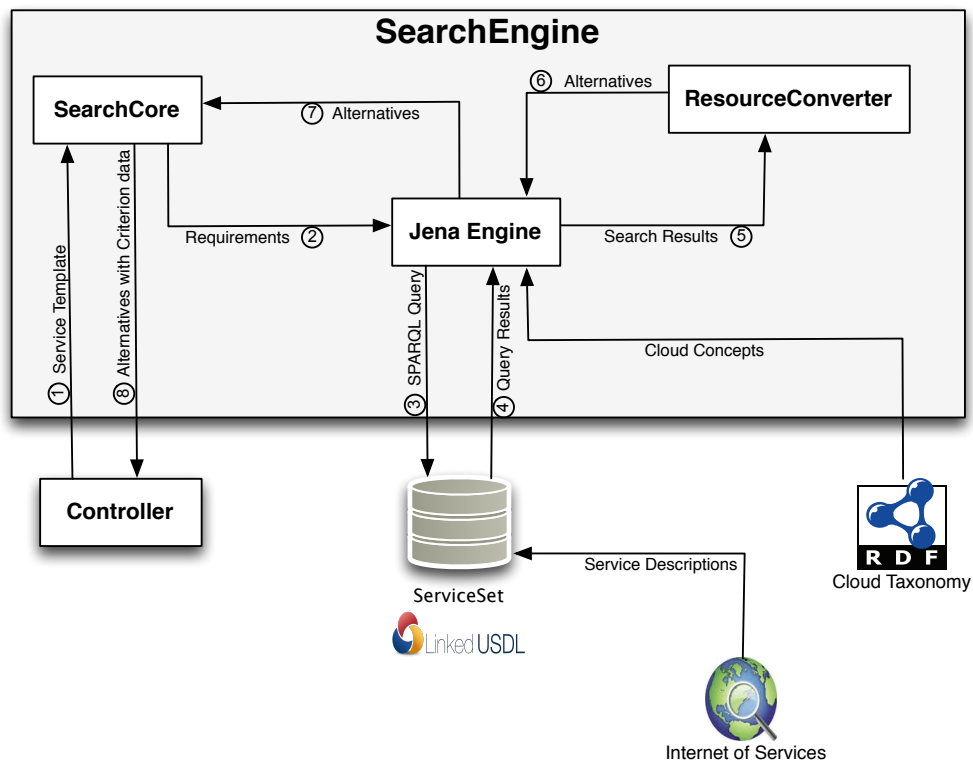 SearchEngine
SearchCore
⑦ Alternatives
⑥ Alternatives
ResourceConverter
Requirements ②
Jena Engine
Search Results ⑤
① Service Template
⑧ Alternatives with Criterion data
③ SPARQL Query
④ Query Results
Cloud Concepts
Controller
ServiceSet
Linked USDL
Service Descriptions
RDF
Cloud Taxonomy
Internet of Services